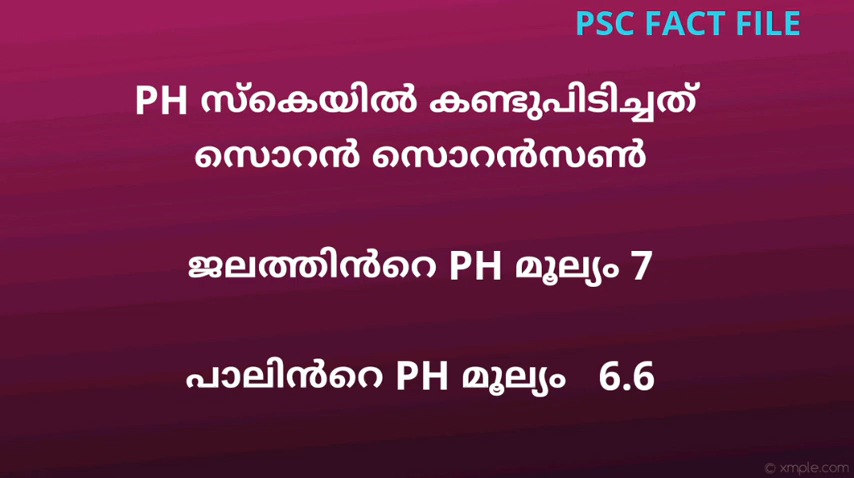 PSC FACT FILE
PH സ്കെയിൽ കണ്ടുപിടിച്ചത്
സൊറൻ സൊറൻസൺ
ജലത്തിൻറെ PH മൂല്യം 7
പാലിൻറെ PH മൂല്യം 6.6
© xmple.com